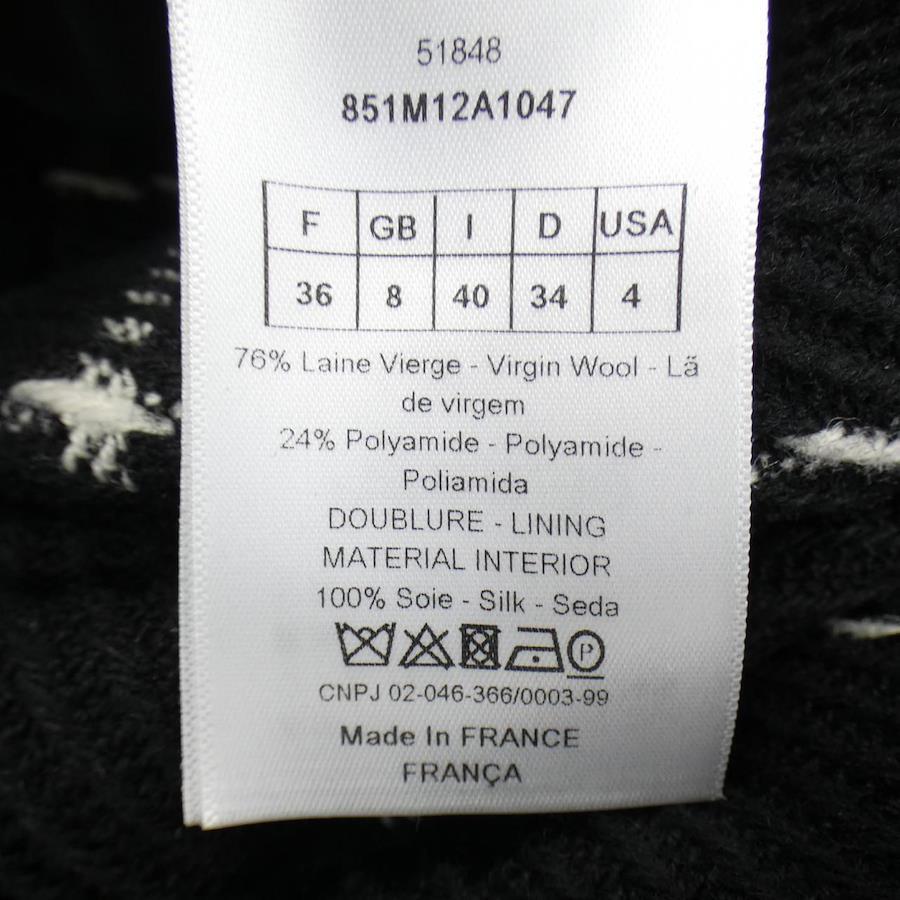 51848
851M12A1047
F GB I D USA
36 8 40 34 4
76% Laine Vierge - Virgin Wool - Lã
de virgem
24% Polyamide - Polyamide -
Poliamida
DOUBLURE - LINING
MATERIAL INTERIOR
100% Soie - Silk - Seda
P
CNPJ 02-046-366/0003-99
Made In FRANCE
FRANÇA